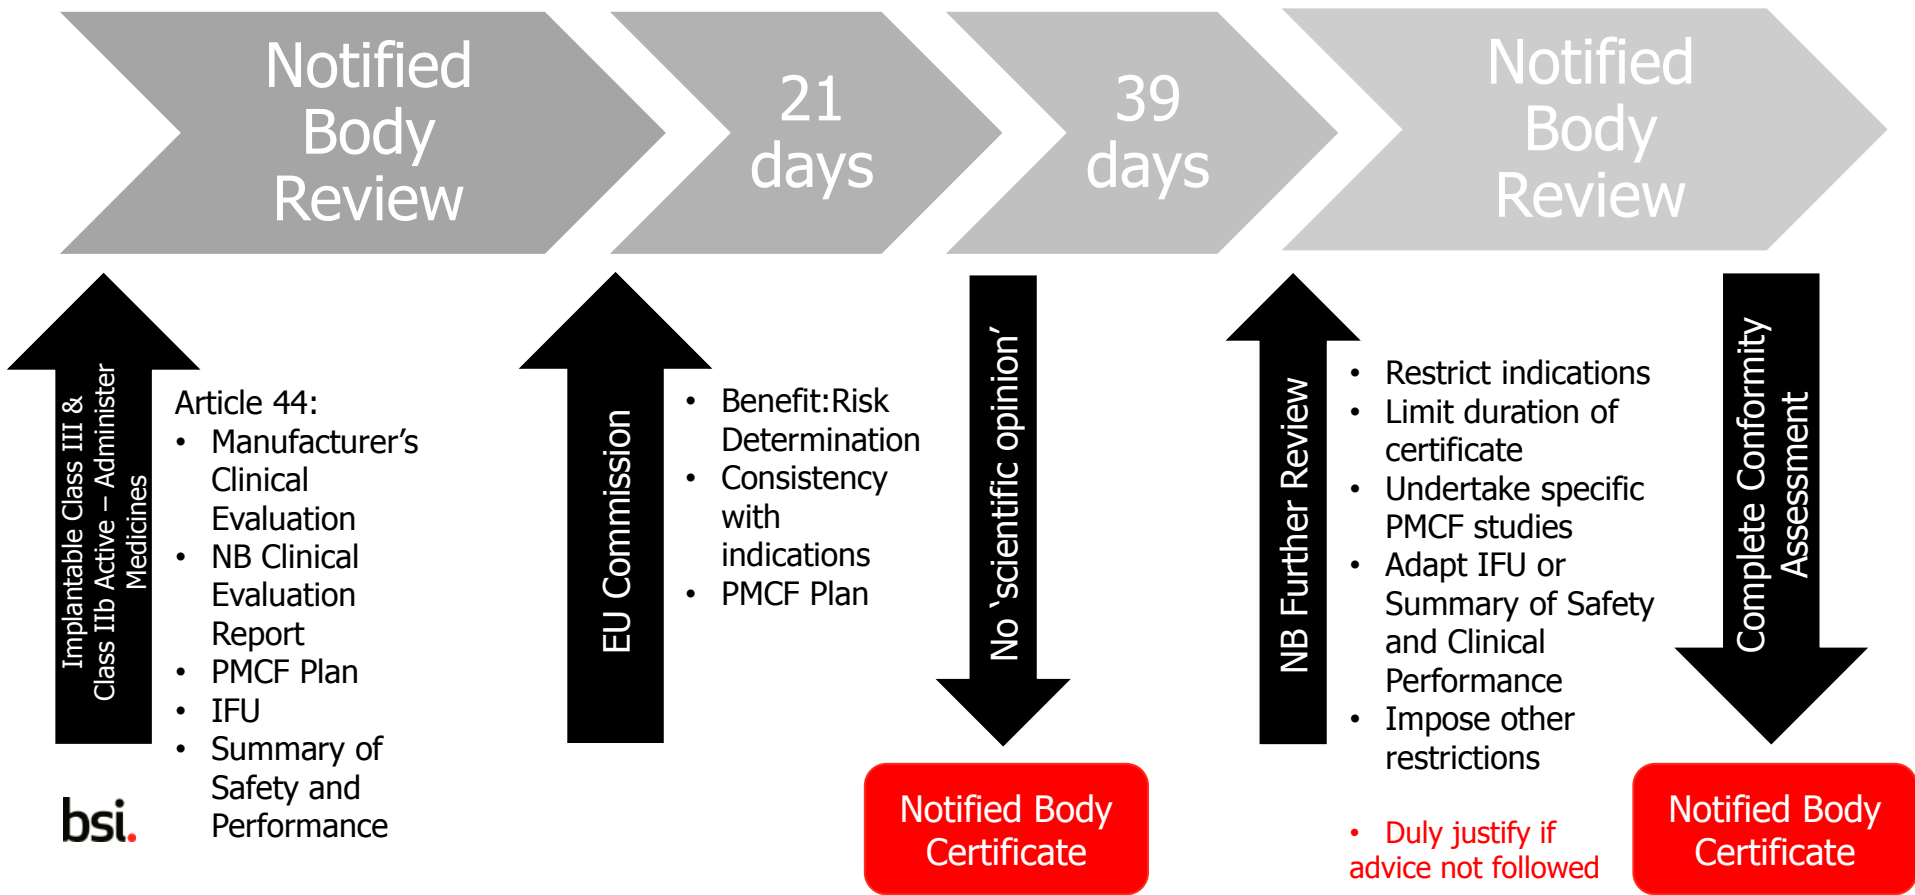 Notified
Body
Review
21
days
39
days
Notified
Body
Review
Implantable Class III &
Class IIb Active – Administer
Medicines
Article 44:
• Manufacturer’s
Clinical
Evaluation
• NB Clinical
Evaluation
Report
• PMCF Plan
• IFU
• Summary of
Safety and
Performance
EU Commission
• Benefit:Risk
Determination
• Consistency
with
indications
• PMCF Plan
No ‘scientific opinion’
Notified Body
Certificate
NB Further Review
• Restrict indications
• Limit duration of
certificate
• Undertake specific
PMCF studies
• Adapt IFU or
Summary of Safety
and Clinical
Performance
• Impose other
restrictions
• Duly justify if
advice not followed
Complete Conformity
Assessment
Notified Body
Certificate
bsi.